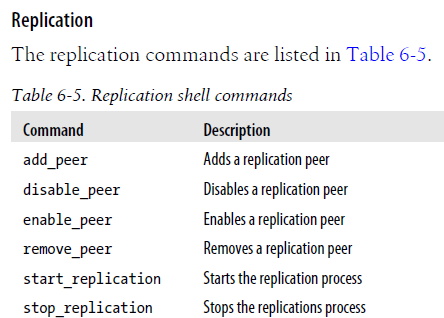 Replication
The replication commands are listed in Table 6-5.
Table 6-5. Replication shell commands
Command Description
add_peer Adds a replication peer
disable_peer Disables a replication peer
enable_peer Enables a replication peer
remove_peer Removes a replication peer
start_replication Starts the replication process
stop_replication Stops the replications process